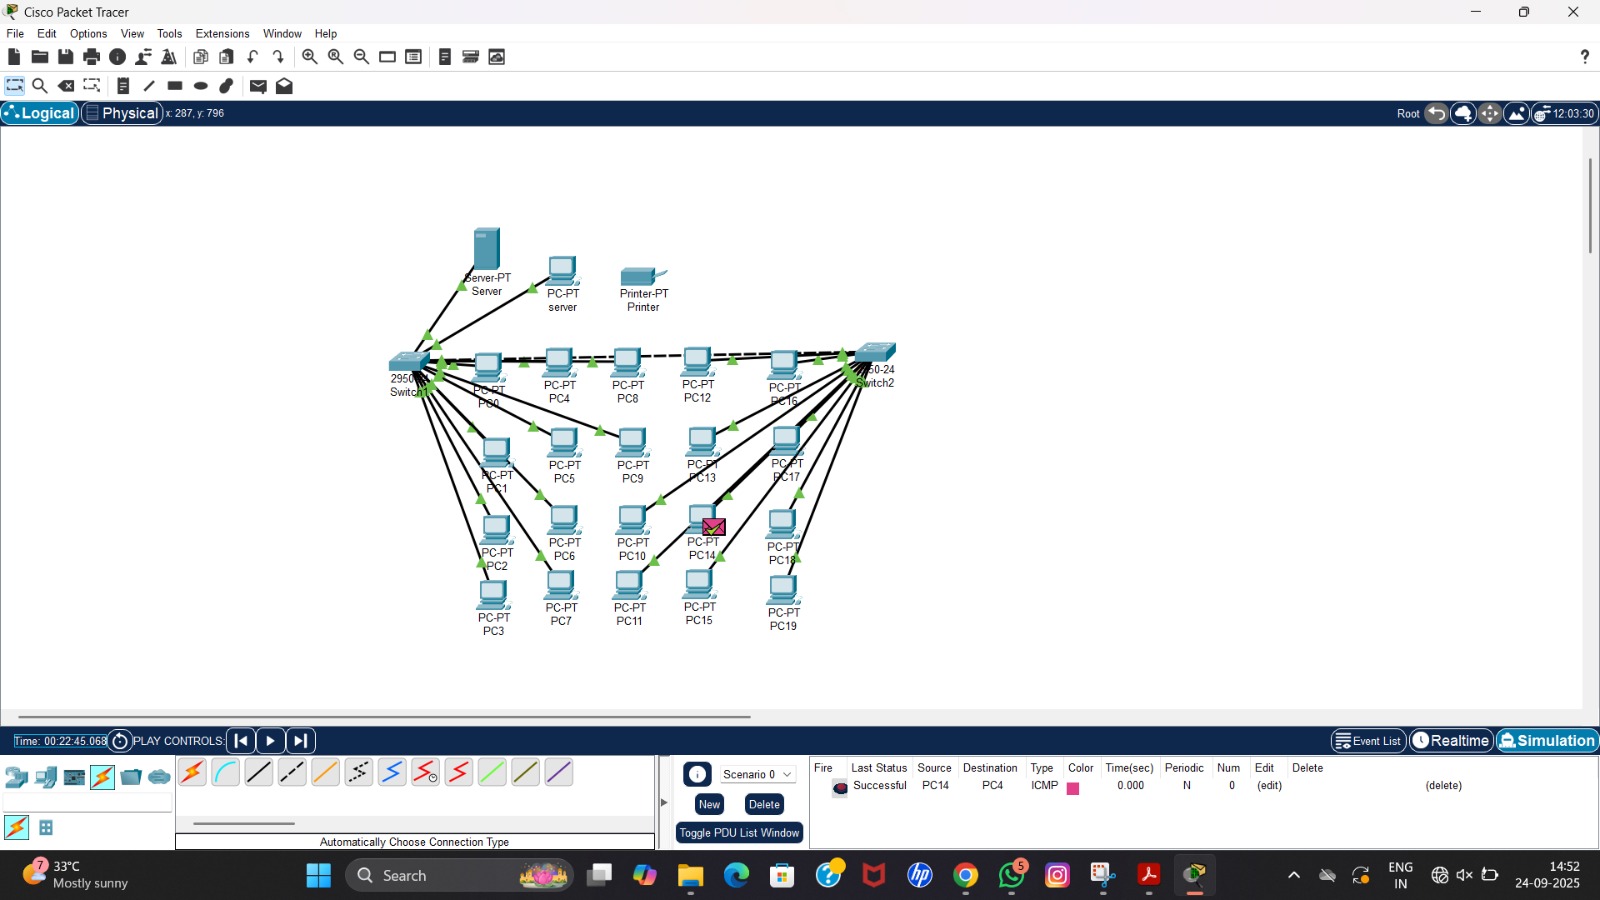 Cisco Packet Tracer
File Edit Options View Tools Extensions Window Help
?
Logical Physical x: 287, y: 796 Root 12:03:30
Server-PT
Server
PC-PT
server
Printer-PT
Printer
Switch2
PC-PT
PC0
PC-PT
PC4
PC-PT
PC8
PC-PT
PC12
PC-PT
PC16
PC-PT
PC1
PC-PT
PC5
PC-PT
PC9
PC-PT
PC13
PC-PT
PC17
PC-PT
PC2
PC-PT
PC6
PC-PT
PC10
PC-PT
PC14
PC-PT
PC18
PC-PT
PC3
PC-PT
PC7
PC-PT
PC11
PC-PT
PC15
PC-PT
PC19
Time: 00:22:45.068 PLAY CONTROLS: Event List Realtime Simulation
Automatically Choose Connection Type
Scenario 0
New Delete
Toggle PDU List Window
Fire Last Status Source Destination Type Color Time(sec) Periodic Num Edit Delete
Successful PC14 PC4 ICMP 0.000 N 0 (edit) (delete)
7 33°C
Mostly sunny
Search
5
ENG
IN
14:52
24-09-2025